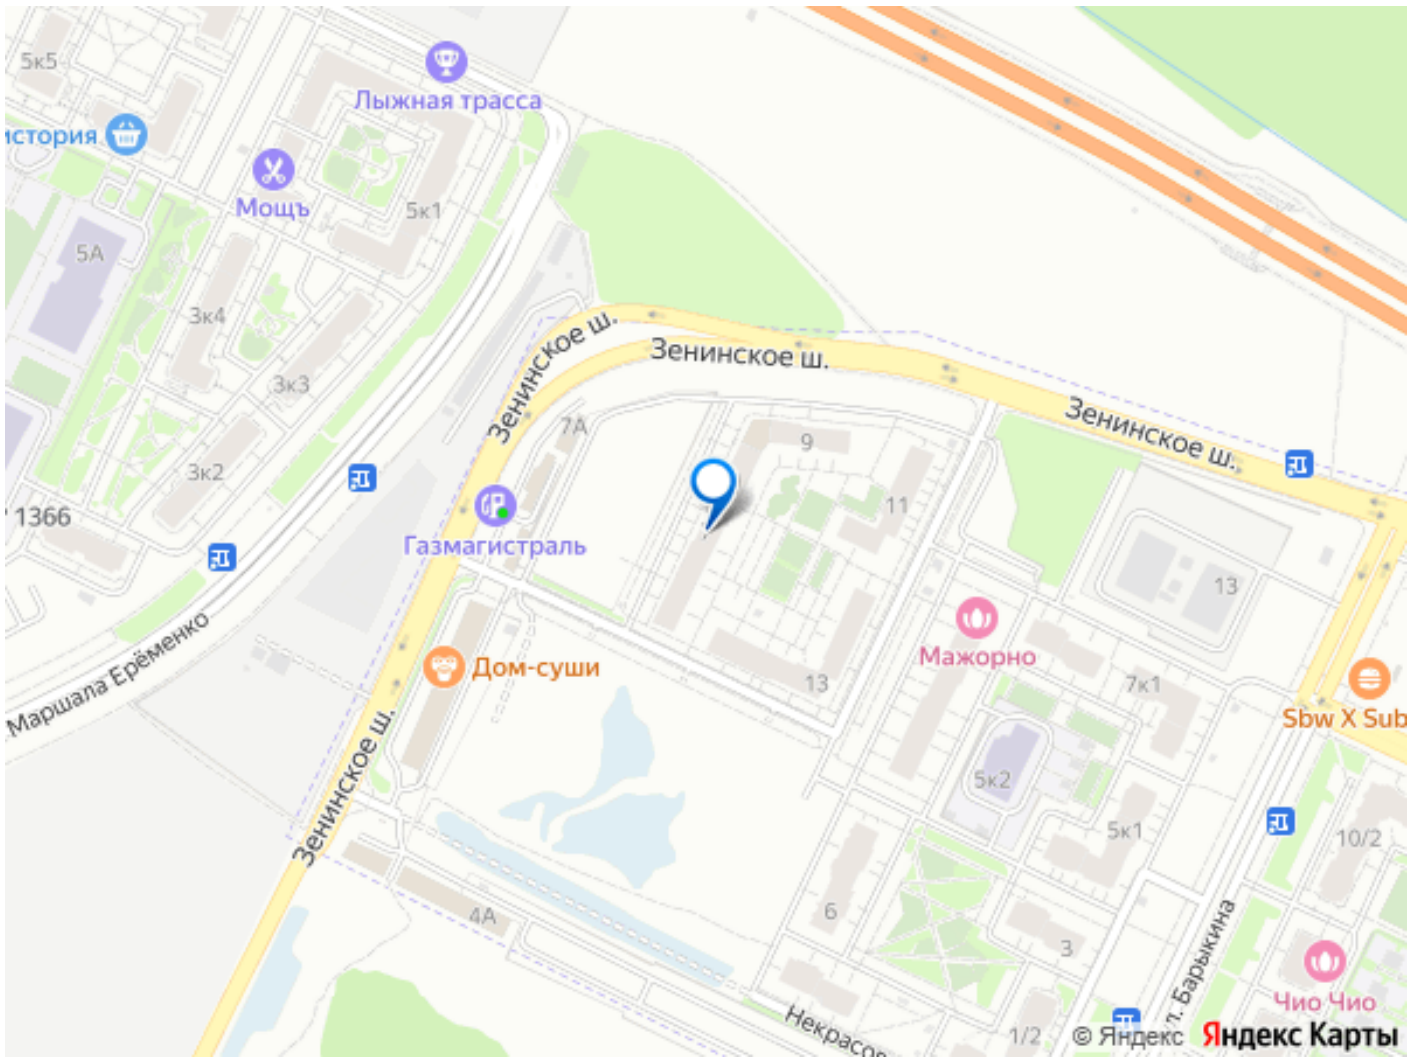 5к5
Лыжная трасса
история
Мощъ
5к1
5А
3к4
3к3
3к2
Зенинское ш.
Зенинское ш.
Зенинское ш.
7А
9
11
1366
Газмагистраль
13
Мажорно
Маршала Ерёменко
Дом-суши
13
7к1
Sbw X Sub
Зенинское ш.
5к2
5к1
10/2
4А
6
3
л. Барыкина
Чио Чио
Некрасов
1/2
© Яндекс Яндекс Карты